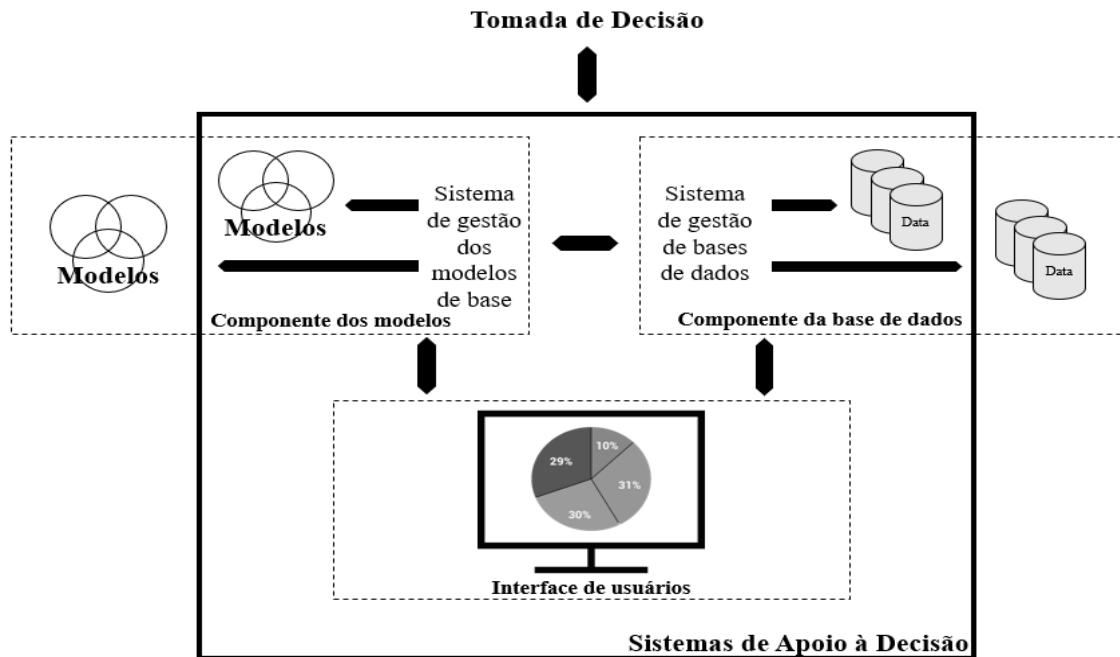 Tomada de Decisão
Modelos
Modelos
Sistema
de gestão
dos
modelos
de base
Componente dos modelos
Sistema
de gestão
de bases
de dados
Data
Data
Componente da base de dados
10%
29%
31%
30%
Interface de usuários
Sistemas de Apoio à Decisão